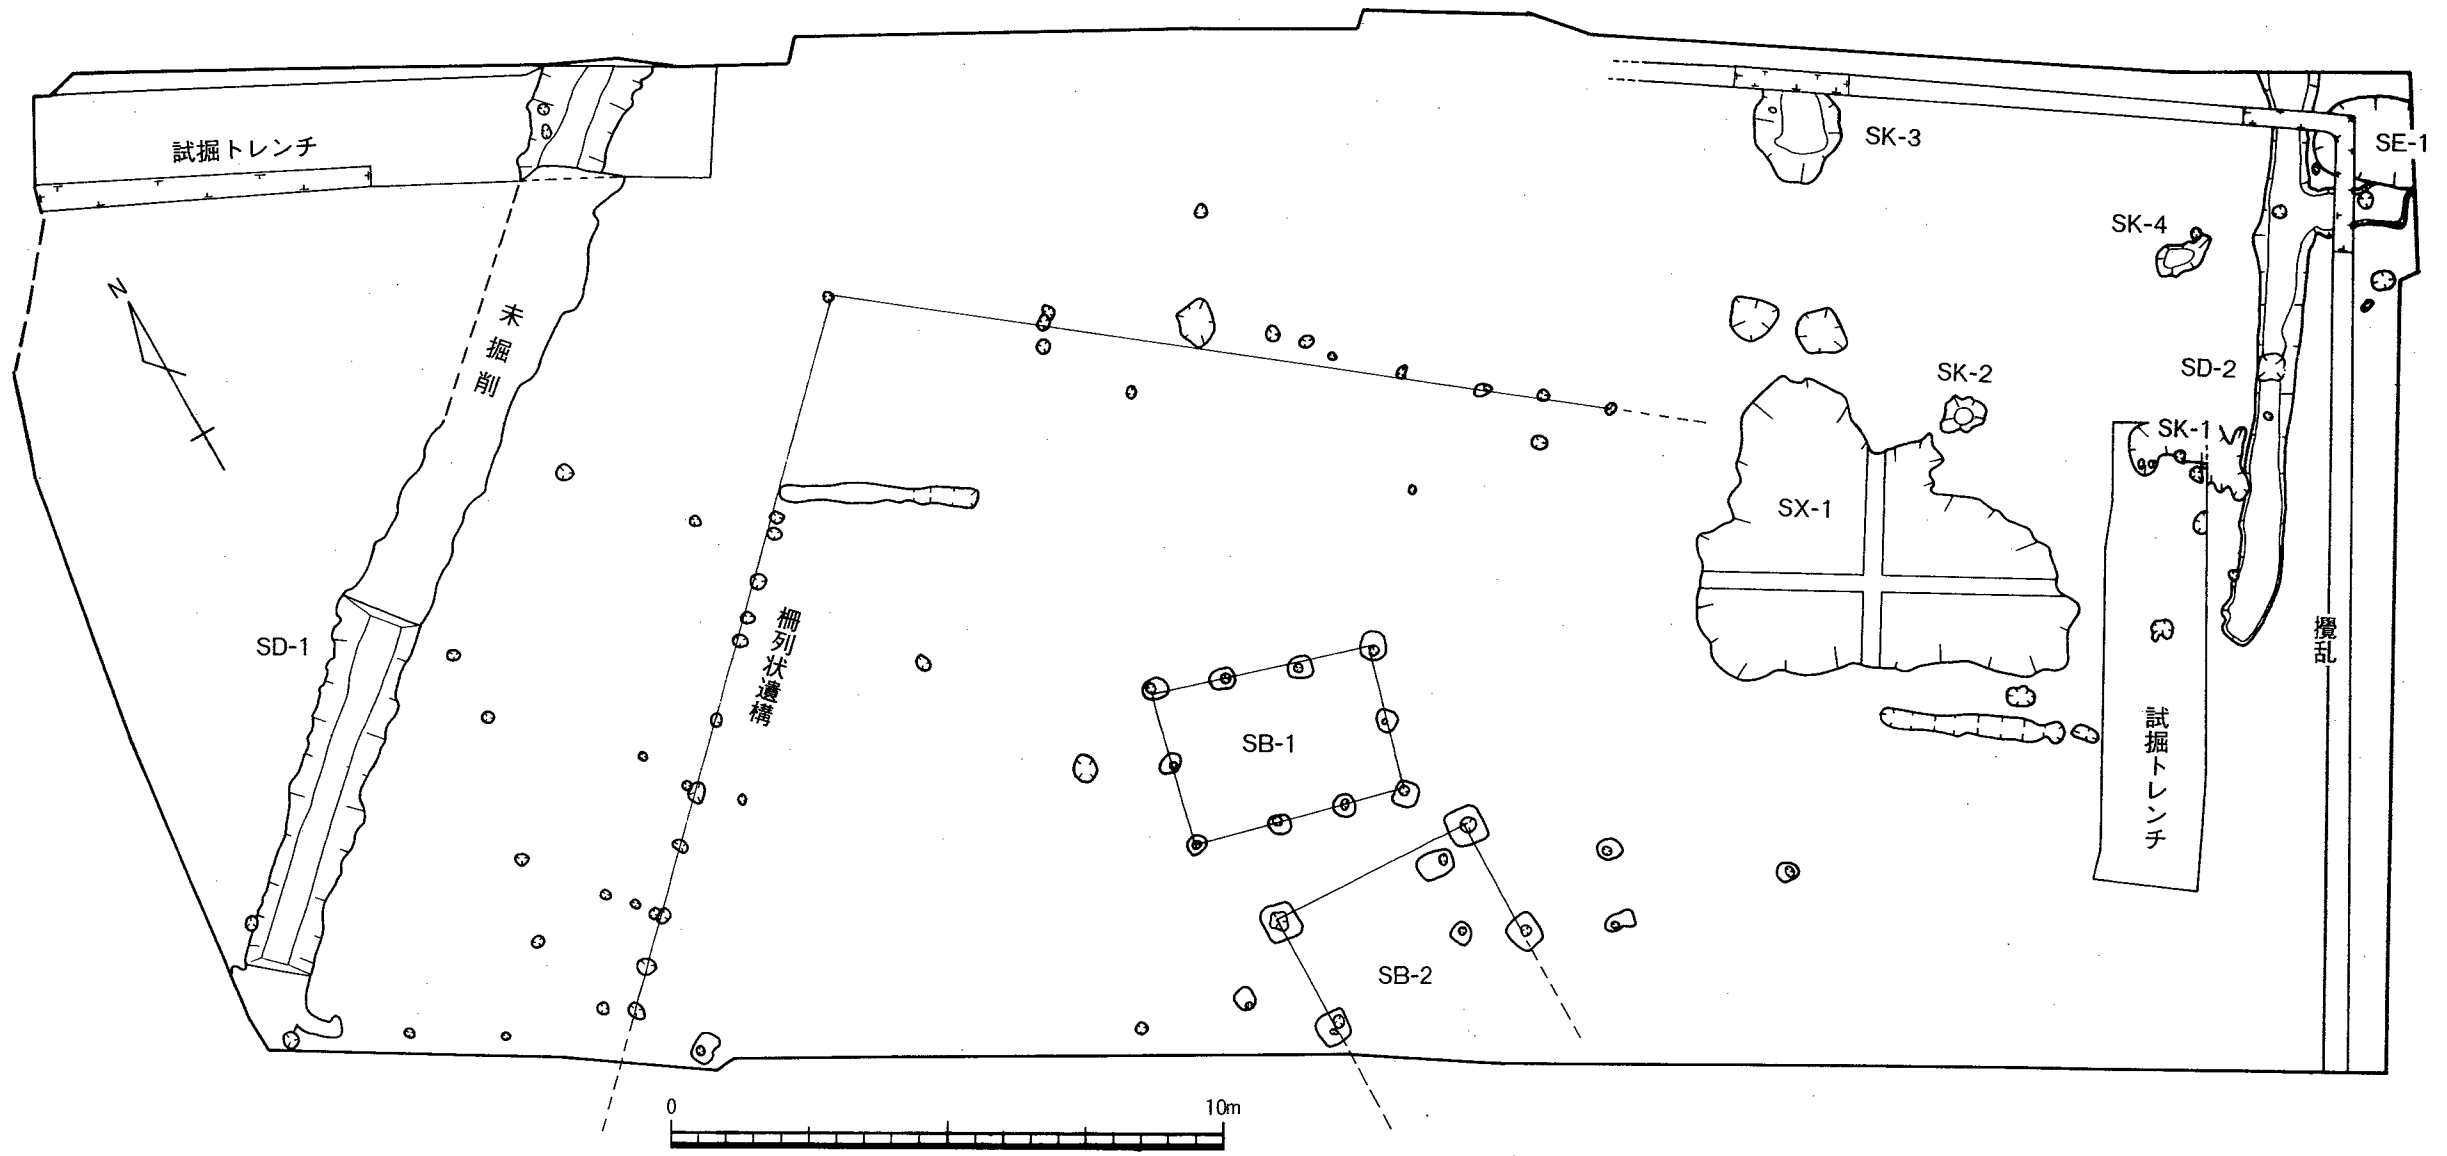 試掘トレンチ
SK-3
SE-1
SK-4
N
未掘削
SD-2
SK-2
SK-1
SX-1
柵列状遺構
SD-1
攪乱
SB-1
試掘トレンチ
SB-2
0 10m